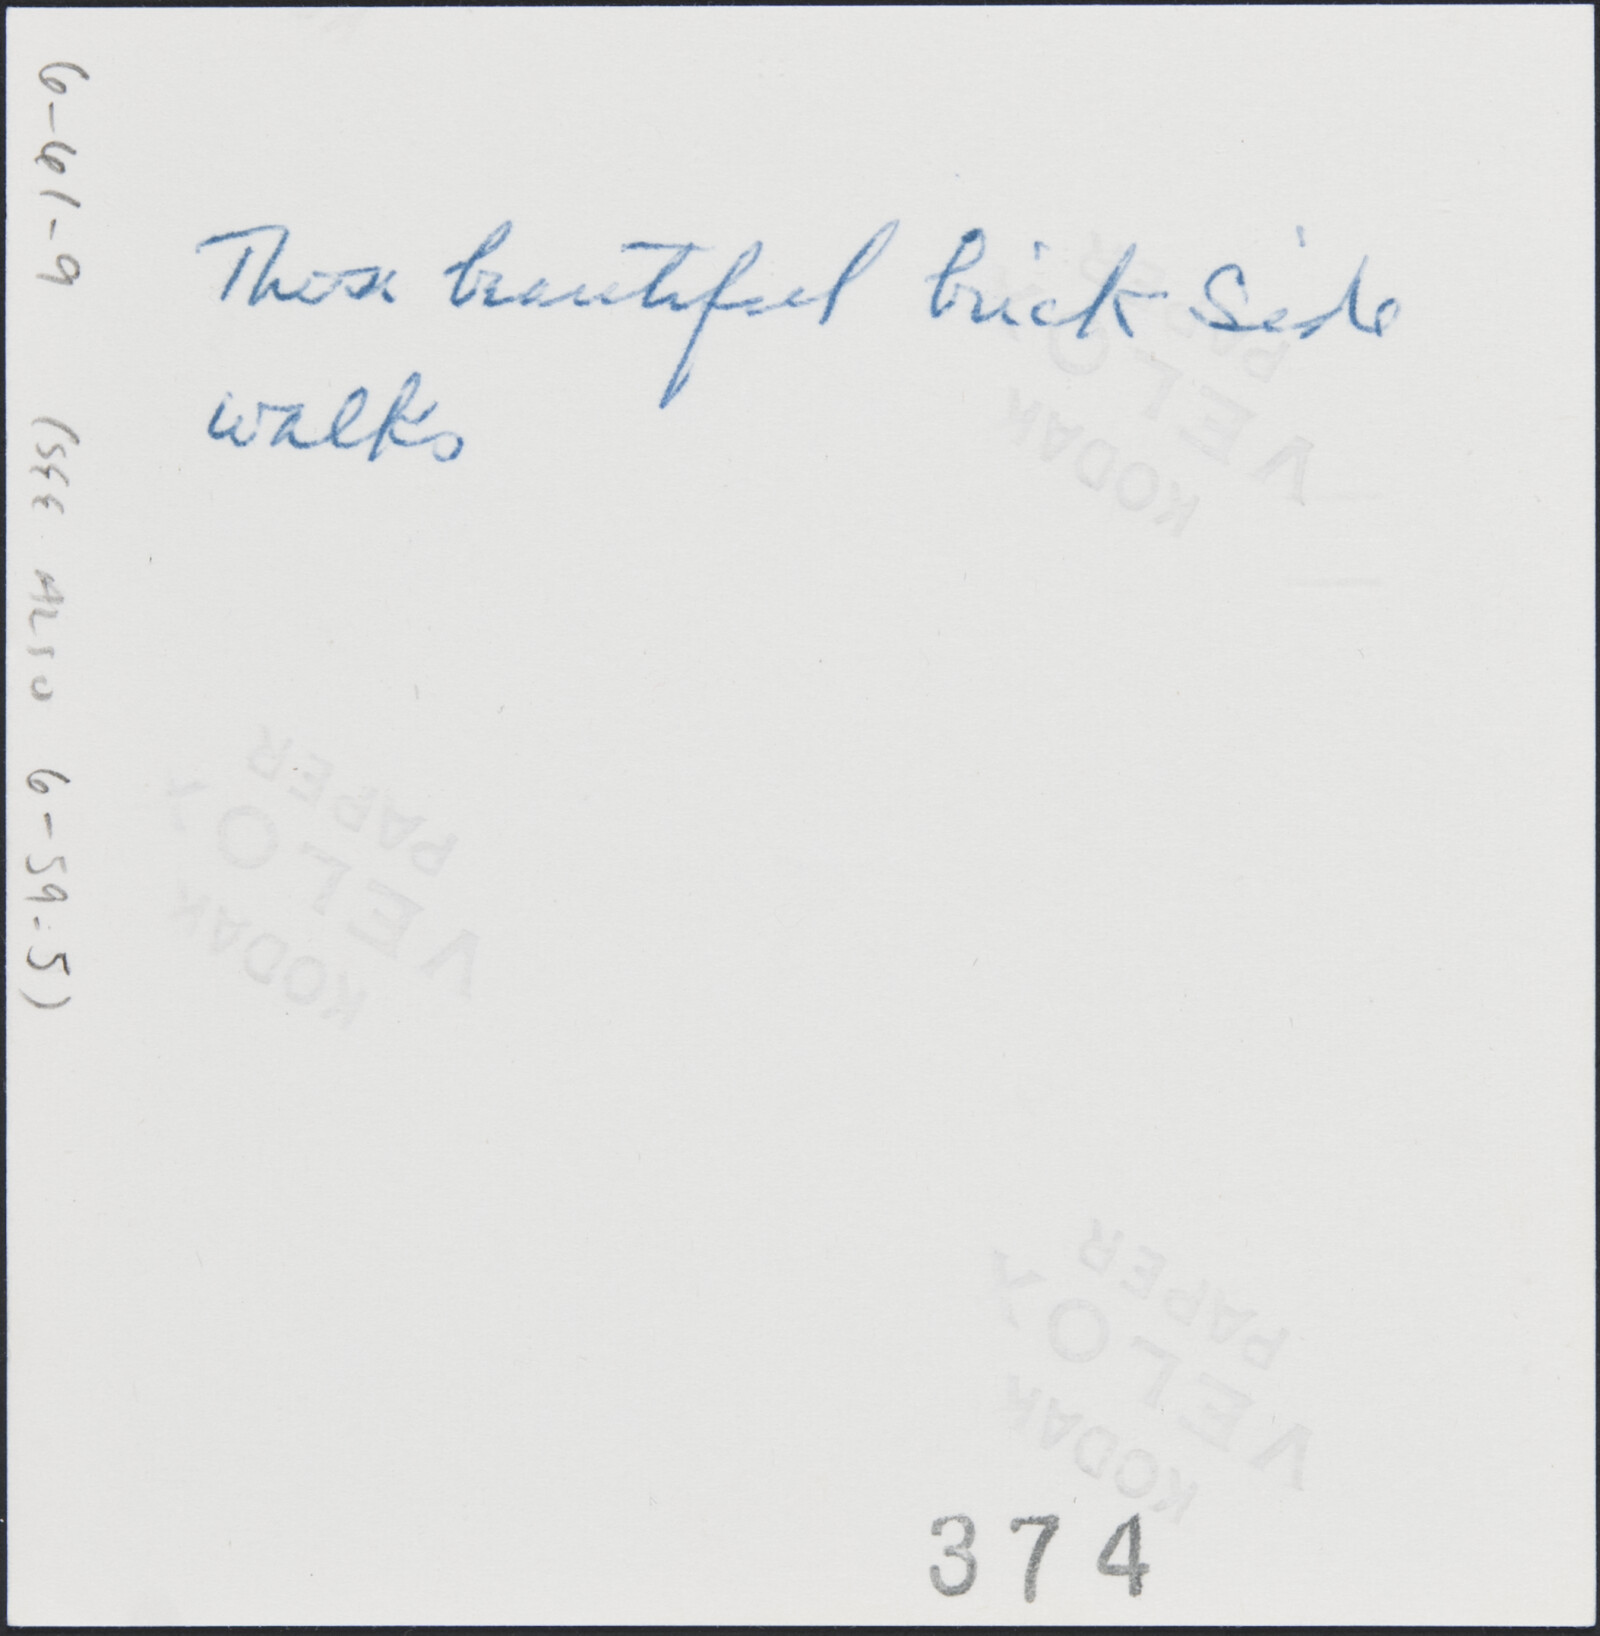 These beautiful brick Side
walks
6-61-9 (SEE ALSO 6-59-5)
KODAK
VELOX
PAPER
KODAK
VELOX
PAPER
KODAK
VELOX
PAPER
374